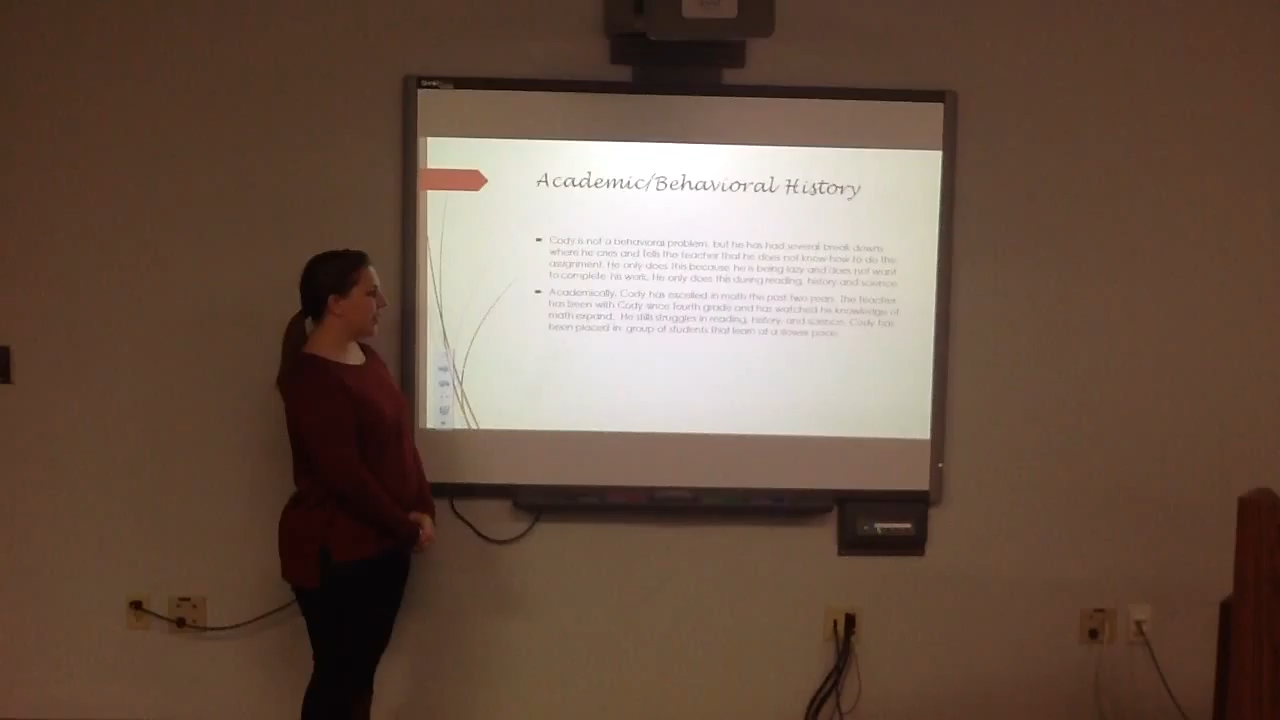 SMART
Academic/Behavioral History
Cody is not a behavioral problem, but he has had several break downs
where he cries and tells the teacher that he does not know how to do the
assignment. He only does this because he is being lazy and does not want
to complete his work. He only does this during reading, history and science.
Academically, Cody has excelled in math the past two years. The teacher
has been with Cody since fourth grade and has watched his knowledge of
math expand. He still struggles in reading, history, and science. Cody has
been placed in group of students that learn at a slower pace.